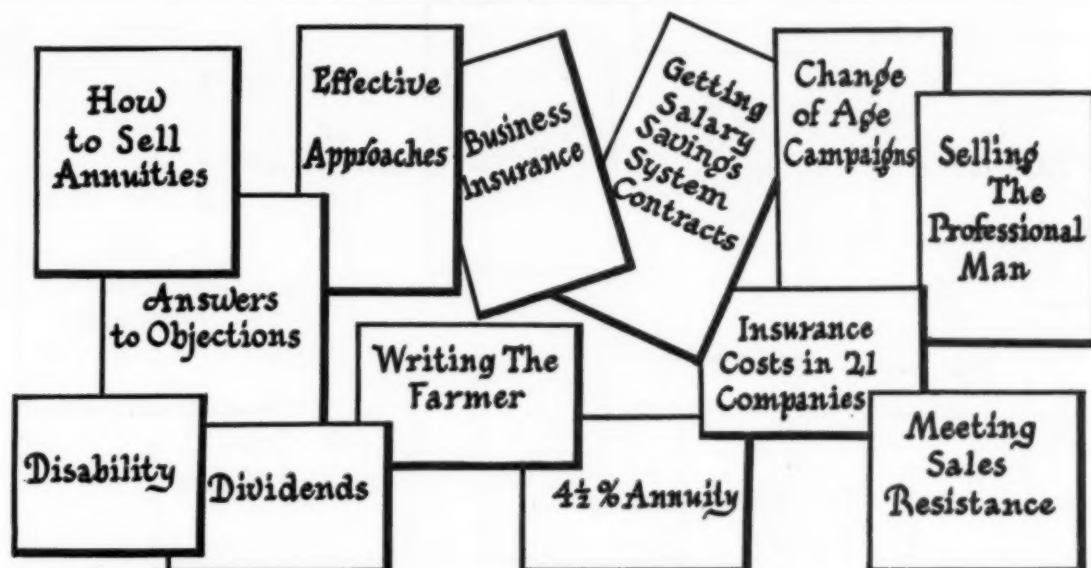 How
to Sell
Annuities
Effective
Approaches
Business
Insurance
Getting
Salary
Savings
System
Contracts
Change
of Age
Campaigns
Selling
The
Professional
Man
Answers
to Objections
Writing The
Farmer
Insurance
Costs in 21
Companies
Disability
Dividends
4½% Annuity
Meeting
Sales
Resistance